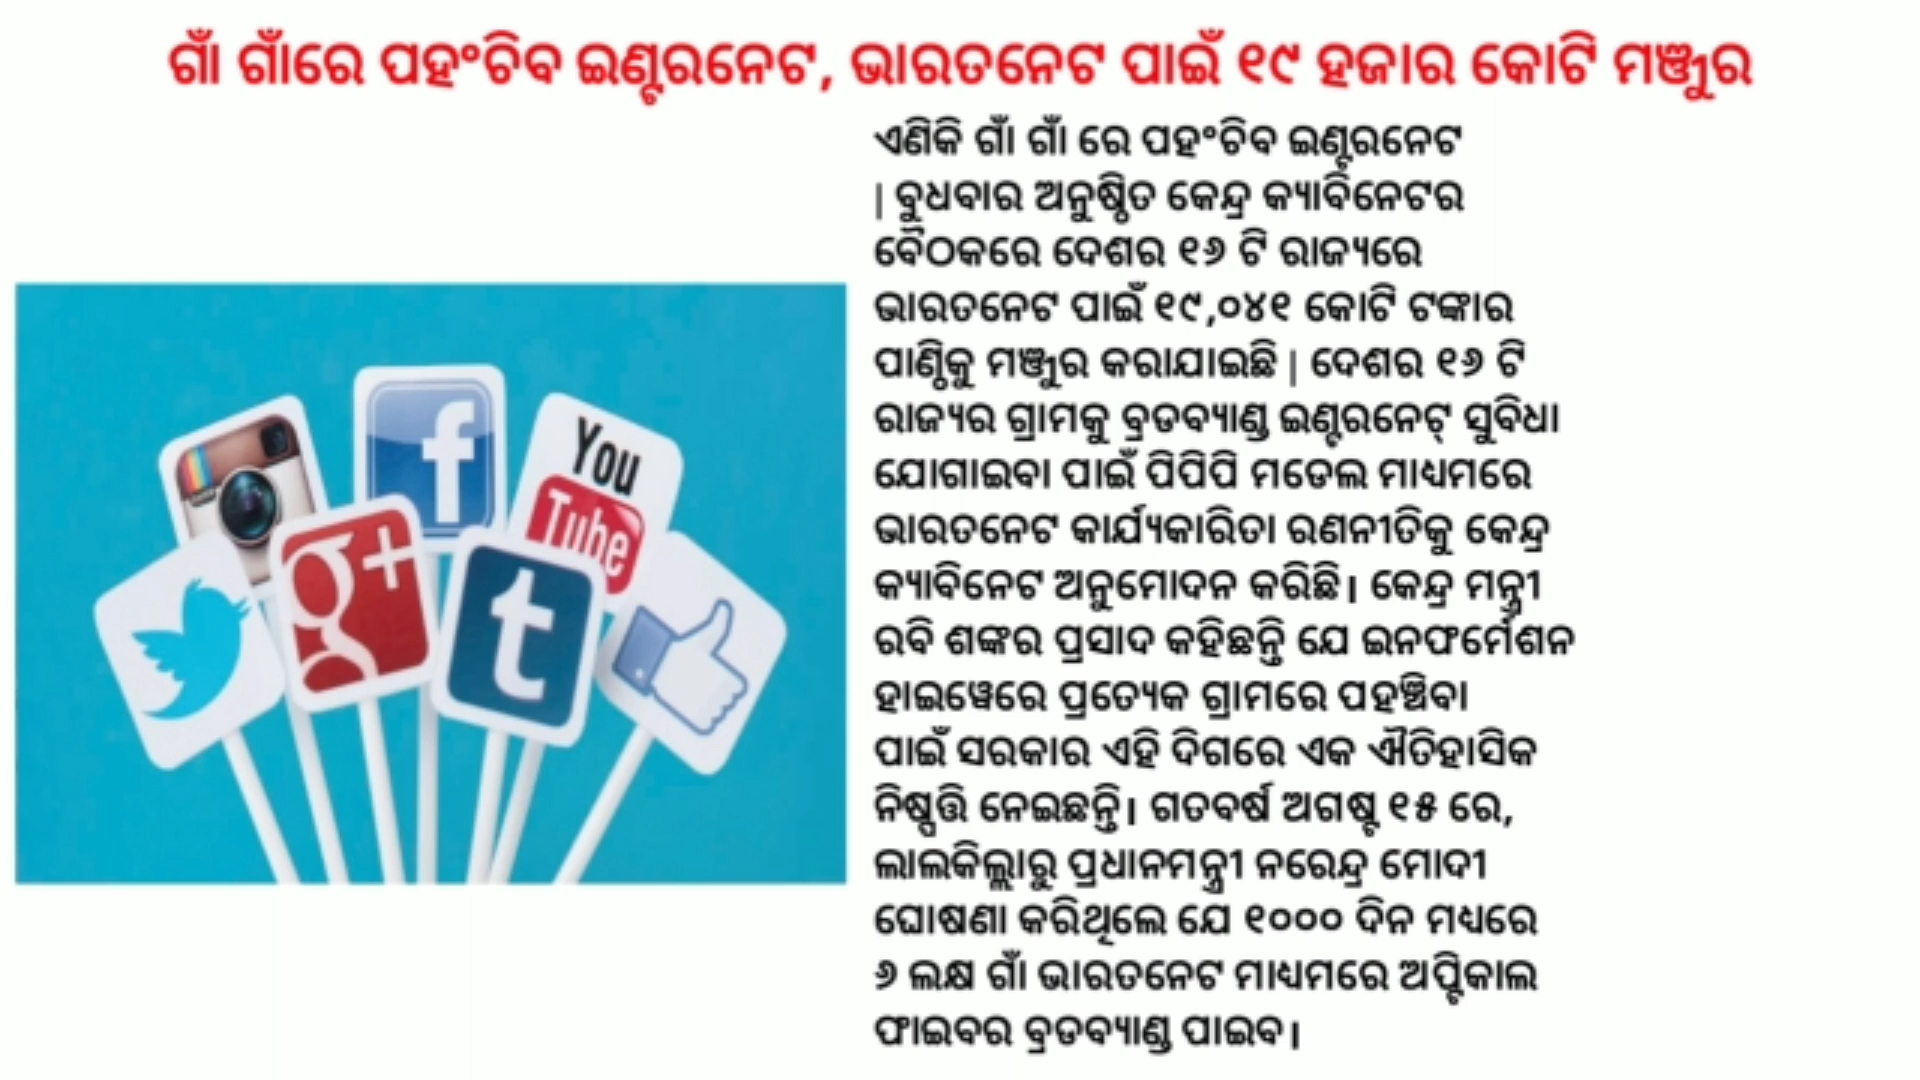 ଗାଁ ଗାଁରେ ପହଂଚିବ ଇଣ୍ଟରନେଟ, ଭାରତନେଟ ପାଇଁ ୧୯ ହଜାର କୋଟି ମଞ୍ଜୁର
ଏଣିକି ଗାଁ ଗାଁ ରେ ପହଂଚିବ ଇଣ୍ଟରନେଟ
| ବୁଧବାର ଅନୁଷ୍ଠିତ କେନ୍ଦ୍ର କ୍ୟାବିନେଟର
ବୈଠକରେ ଦେଶର ୧୬ ଟି ରାଜ୍ୟରେ
ଭାରତନେଟ ପାଇଁ ୧୯,୦୪୧ କୋଟି ଟଙ୍କାର
ପାଣ୍ଠିକୁ ମଞ୍ଜୁର କରାଯାଇଛି | ଦେଶର ୧୬ ଟି
ରାଜ୍ୟର ଗ୍ରାମକୁ ବ୍ରଡବ୍ୟାଣ୍ଡ ଇଣ୍ଟରନେଟ୍ ସୁବିଧା
ଯୋଗାଇବା ପାଇଁ ପିପିପି ମଡେଲ ମାଧ୍ୟମରେ
ଭାରତନେଟ କାର୍ଯ୍ୟକାରିତା ରଣନୀତିକୁ କେନ୍ଦ୍ର
କ୍ୟାବିନେଟ ଅନୁମୋଦନ କରିଛି। କେନ୍ଦ୍ର ମନ୍ତ୍ରୀ
ରବି ଶଙ୍କର ପ୍ରସାଦ କହିଛନ୍ତି ଯେ ଇନଫର୍ମେଶନ
ହାଇୱେରେ ପ୍ରତ୍ୟେକ ଗ୍ରାମରେ ପହଞ୍ଚିବା
ପାଇଁ ସରକାର ଏହି ଦିଗରେ ଏକ ଐତିହାସିକ
ନିଷ୍ପତ୍ତି ନେଇଛନ୍ତି। ଗତବର୍ଷ ଅଗଷ୍ଟ ୧୫ ରେ,
ଲାଲକିଲ୍ଲାରୁ ପ୍ରଧାନମନ୍ତ୍ରୀ ନରେନ୍ଦ୍ର ମୋଦୀ
ଘୋଷଣା କରିଥିଲେ ଯେ ୧୦୦୦ ଦିନ ମଧ୍ୟରେ
୬ ଲକ୍ଷ ଗାଁ ଭାରତନେଟ ମାଧ୍ୟମରେ ଅପ୍ଟିକାଲ
ଫାଇବର ବ୍ରଡବ୍ୟାଣ୍ଡ ପାଇବ।
f
You
Tube
g+
t